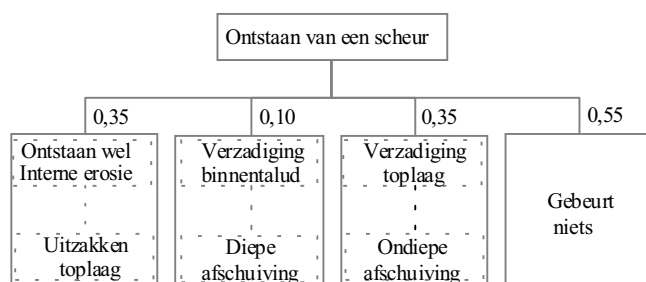 Ontstaan van een scheur
0,35
0,10
0,35
0,55
Ontstaan wel
Interne erosie
Uitzakken
toplaag
Verzadiging
binnentalud
Diepe
afschuiving
Verzadiging
toplaag
Ondiepe
afschuiving
Gebeurt
niets